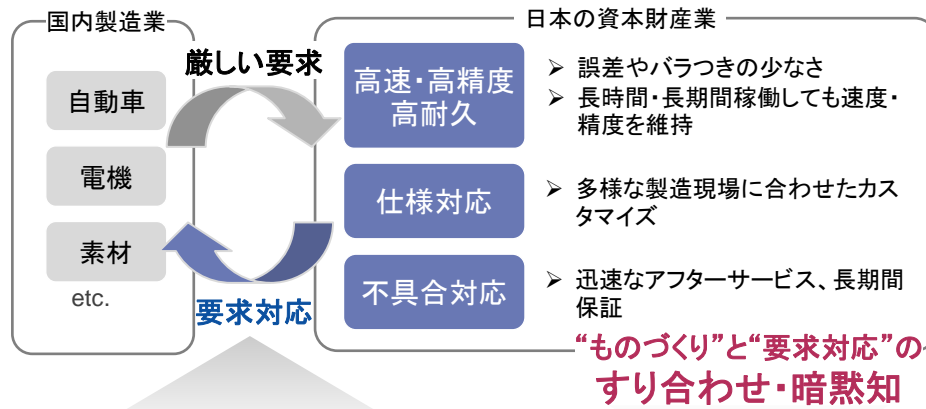 国内製造業
自動車
電機
素材
etc.
厳しい要求
要求対応
日本の資本財産業
高速・高精度
高耐久
➢ 誤差やバラつきの少なさ
➢ 長時間・長期間稼働しても速度・
精度を維持
仕様対応
➢ 多様な製造現場に合わせたカス
タマイズ
不具合対応
➢ 迅速なアフターサービス、長期間
保証
“ものづくり”と“要求対応”の
すり合わせ・暗黙知